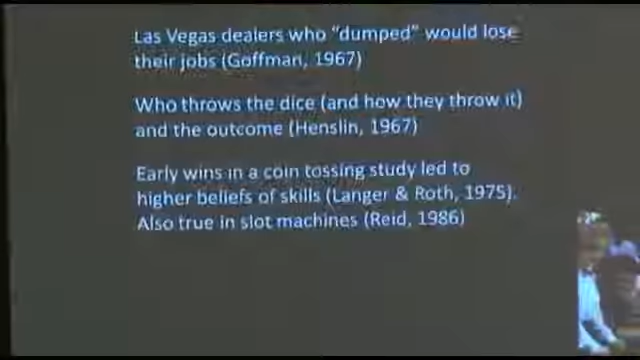 Las Vegas dealers who “dumped” would lose
their jobs (Goffman, 1967)
Who throws the dice (and how they throw it)
and the outcome (Henslin, 1967)
Early wins in a coin tossing study led to
higher beliefs of skills (Langer & Roth, 1975).
Also true in slot machines (Reid, 1986)